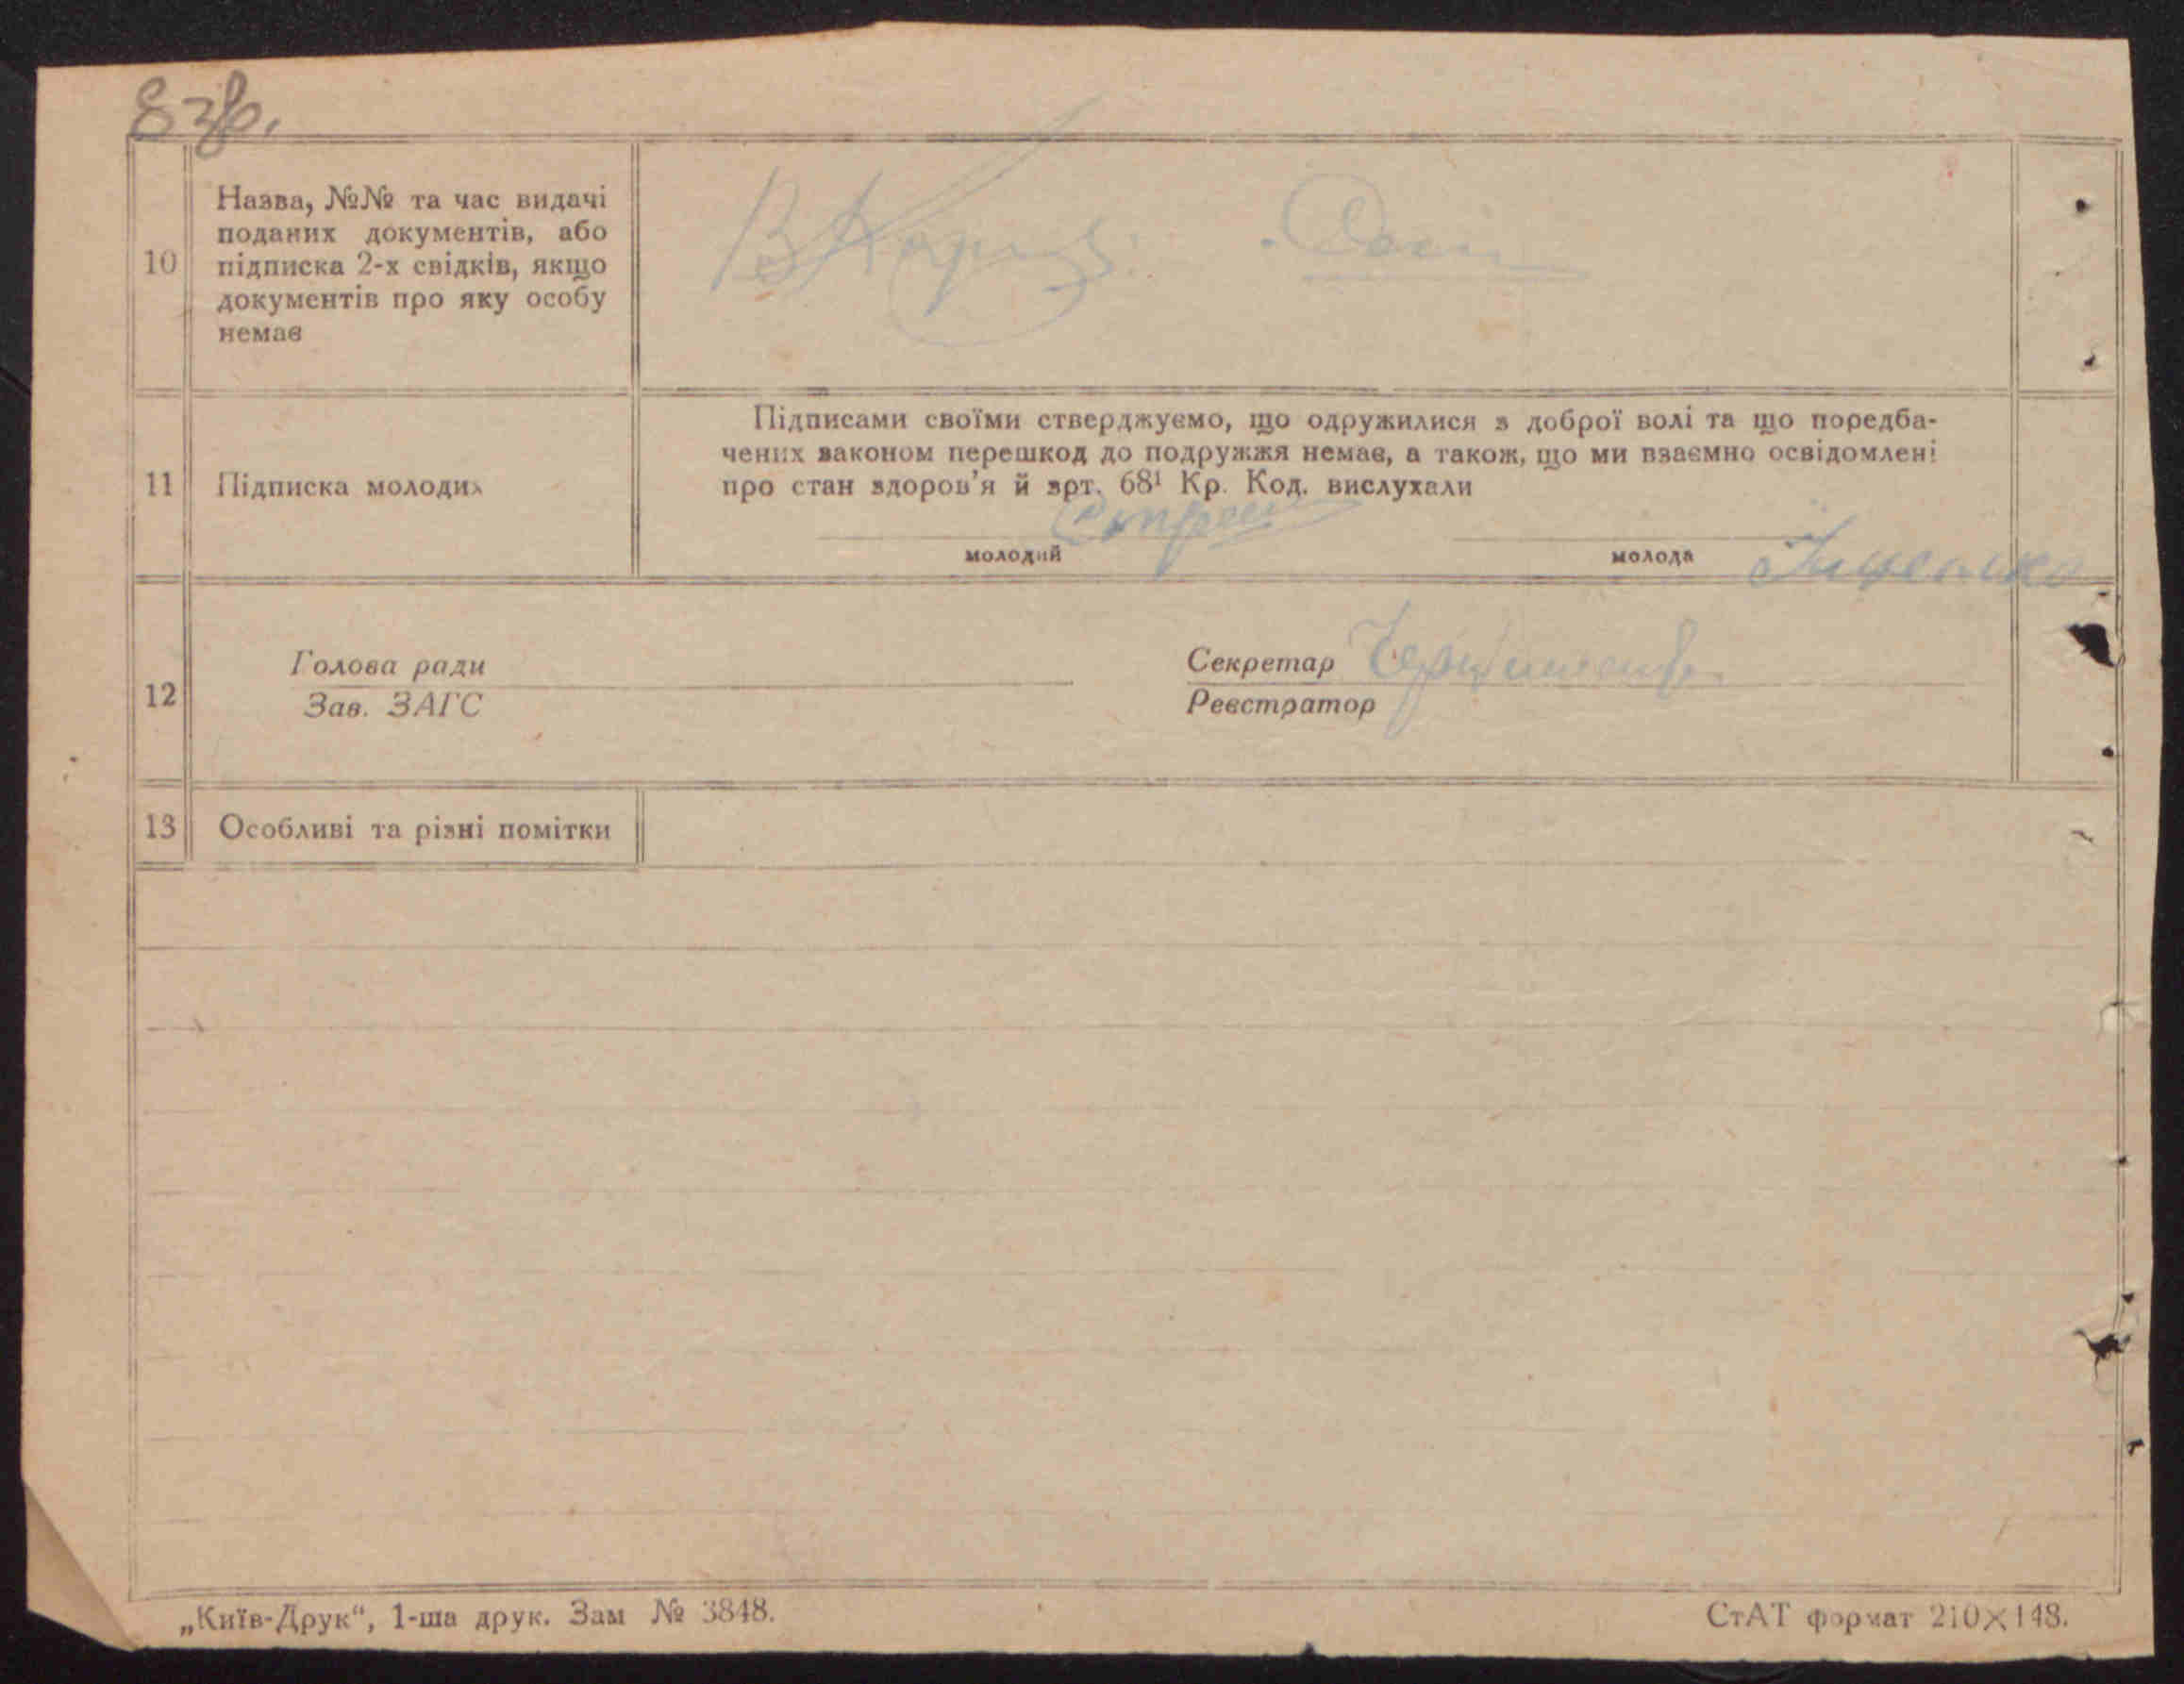 8 зв.
10
Назва, №№ та час видачі
поданих документів, або
підписка 2-х свідків, якщо
документів про яку особу
немає
11
Підписка молодих
Підписами своїми стверджуємо, що одружилися з доброї волі та що поредба-
чених законом перешкод до подружжя немає, а також, що ми взаємно освідомлені
про стан здоров'я й арт. 68¹ Кр. Код. вислухали
молодий
молода
12
Голова ради
Зав. ЗАГС
Секретар
Реєстратор
13
Особливі та різні помітки
„Київ-Друк“, 1-ша друк. Зам № 3848.
СтАТ формат 210×148.